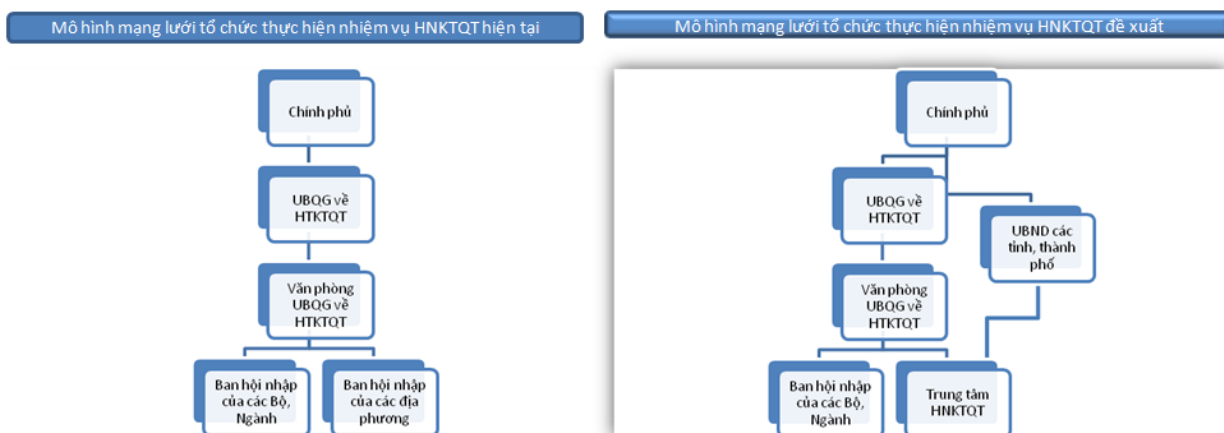 Mô hình mạng lưới tổ chức thực hiện nhiệm vụ HNKTQT hiện tại
Chính phủ
UBQG về
HTKTQT
Văn phòng
UBQG về
HTKTQT
Ban hội nhập
của các Bộ,
Ngành
Ban hội nhập
của các địa
phương
Mô hình mạng lưới tổ chức thực hiện nhiệm vụ HNKTQT đề xuất
Chính phủ
UBQG về
HTKTQT
UBND các
tỉnh, thành
phố
Văn phòng
UBQG về
HTKTQT
Ban hội nhập
của các Bộ,
Ngành
Trung tâm
HNKTQT